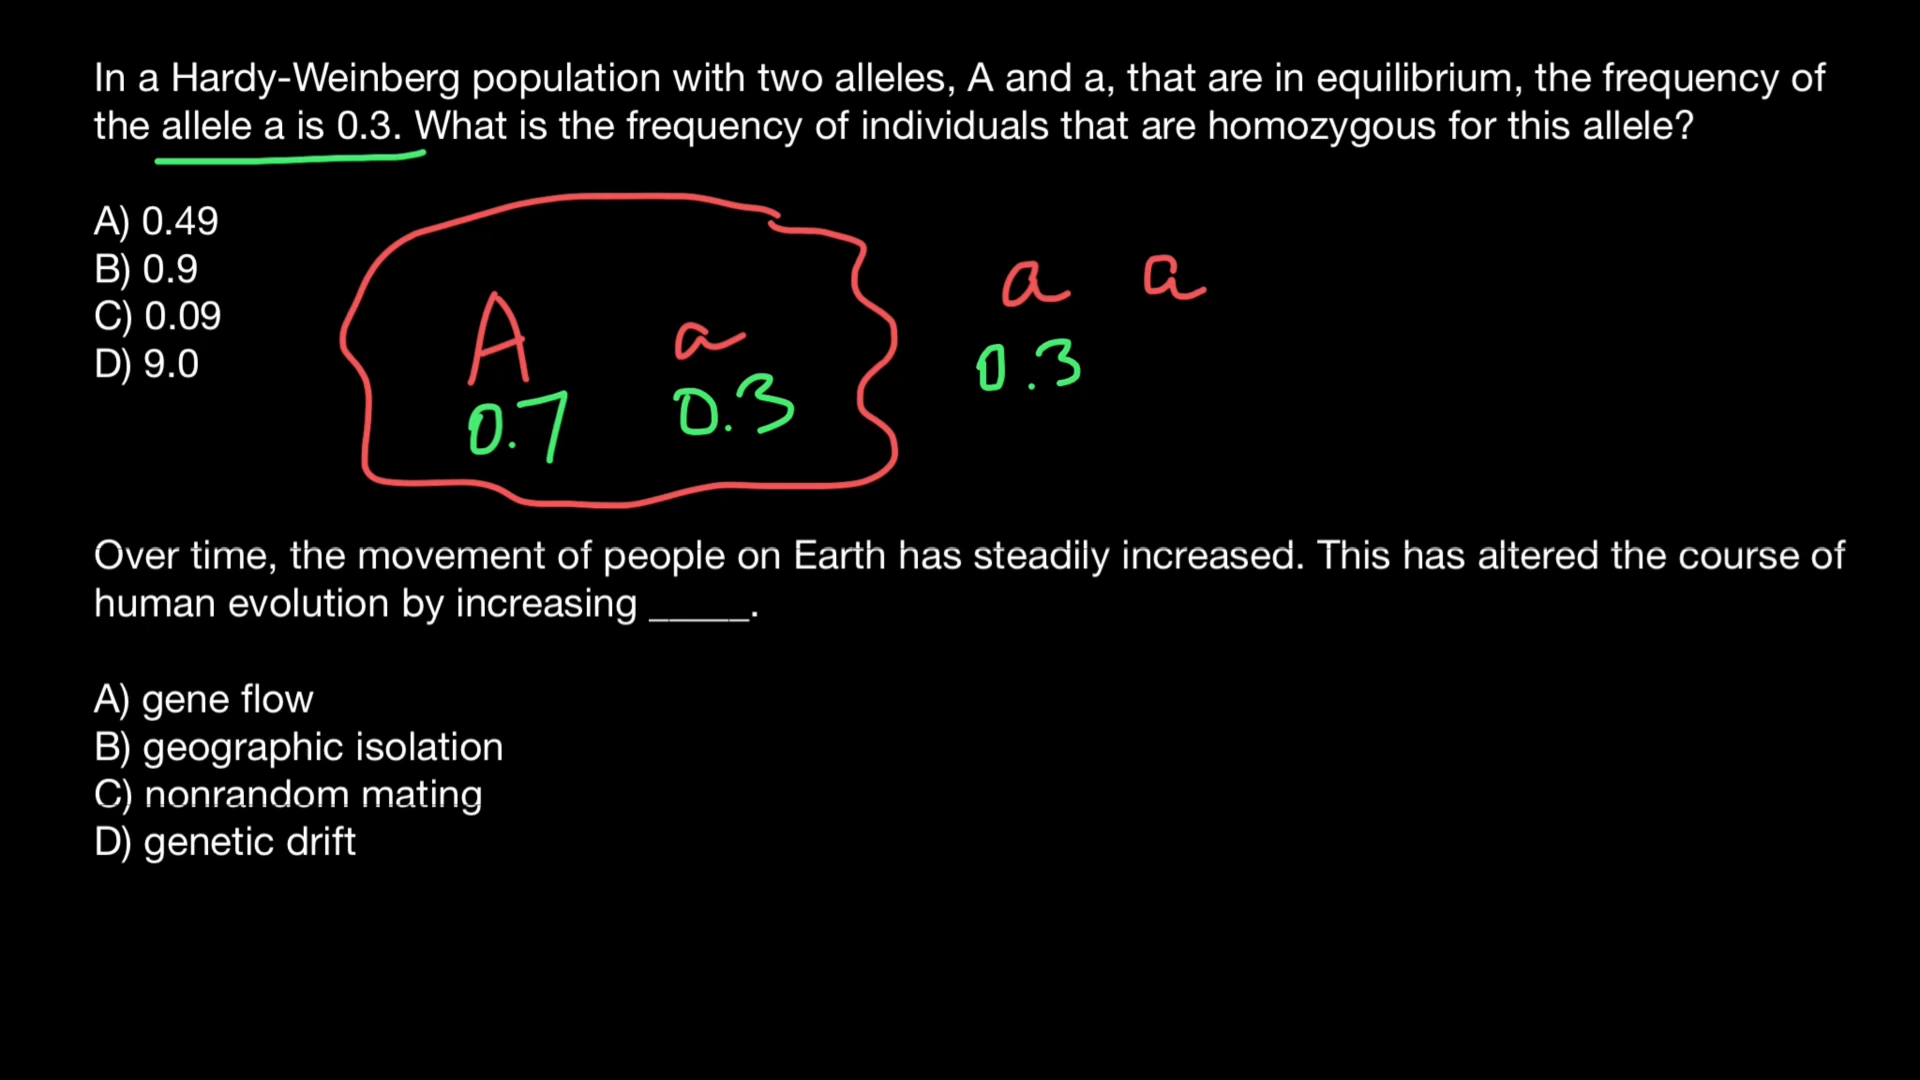 In a Hardy-Weinberg population with two alleles, A and a, that are in equilibrium, the frequency of
the allele a is 0.3. What is the frequency of individuals that are homozygous for this allele?
A) 0.49
B) 0.9
C) 0.09
D) 9.0
A a
0.7 0.3
a a
0.3
Over time, the movement of people on Earth has steadily increased. This has altered the course of
human evolution by increasing _____.
A) gene flow
B) geographic isolation
C) nonrandom mating
D) genetic drift